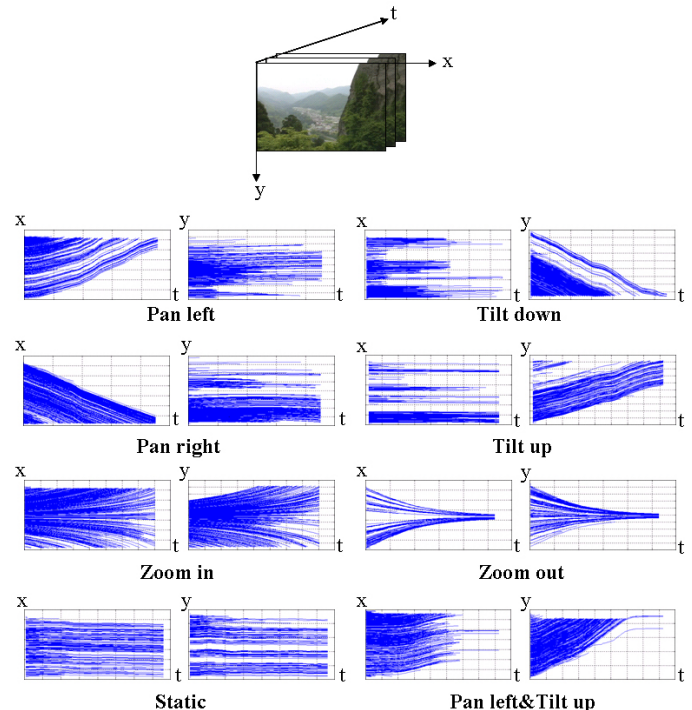 t
x
y
x y x y
t t t t
Pan left Tilt down
x y x y
t t t t
Pan right Tilt up
x y x y
t t t t
Zoom in Zoom out
x y x y
t t t t
Static Pan left&Tilt up